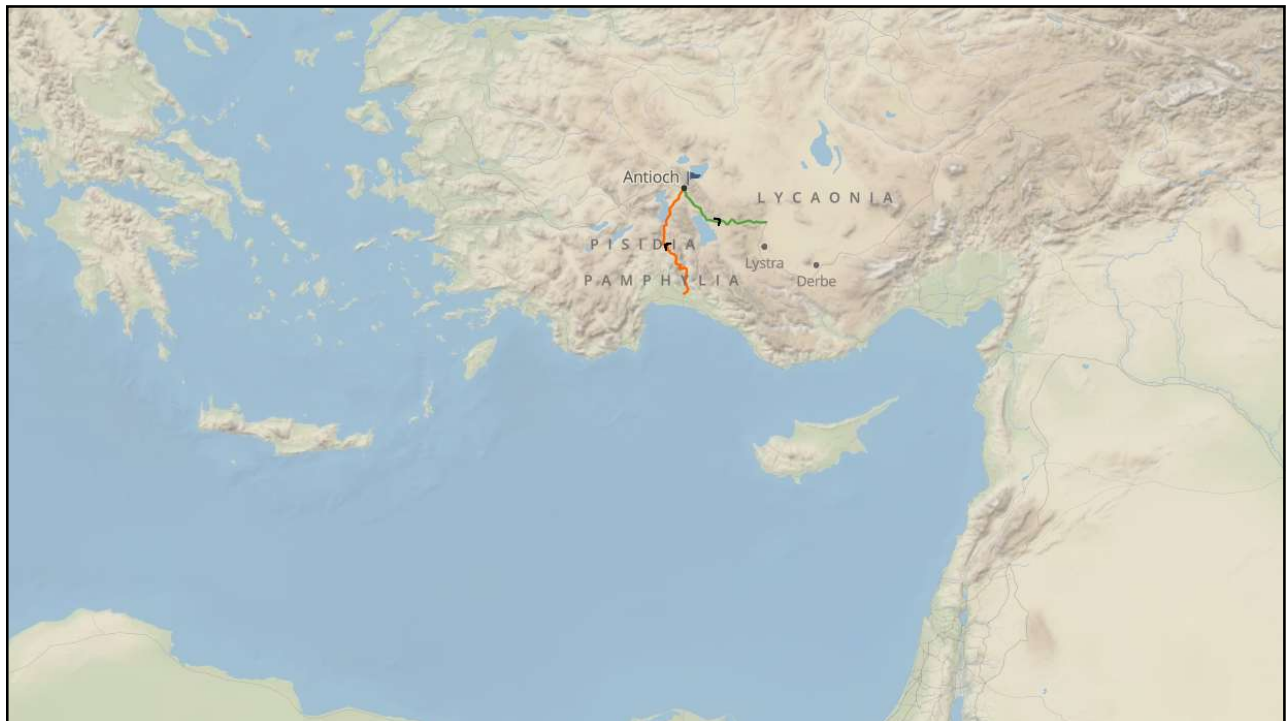 Antioch
LYCAONIA
PISIDIA
Lystra
PAMPHYLIA
Derbe